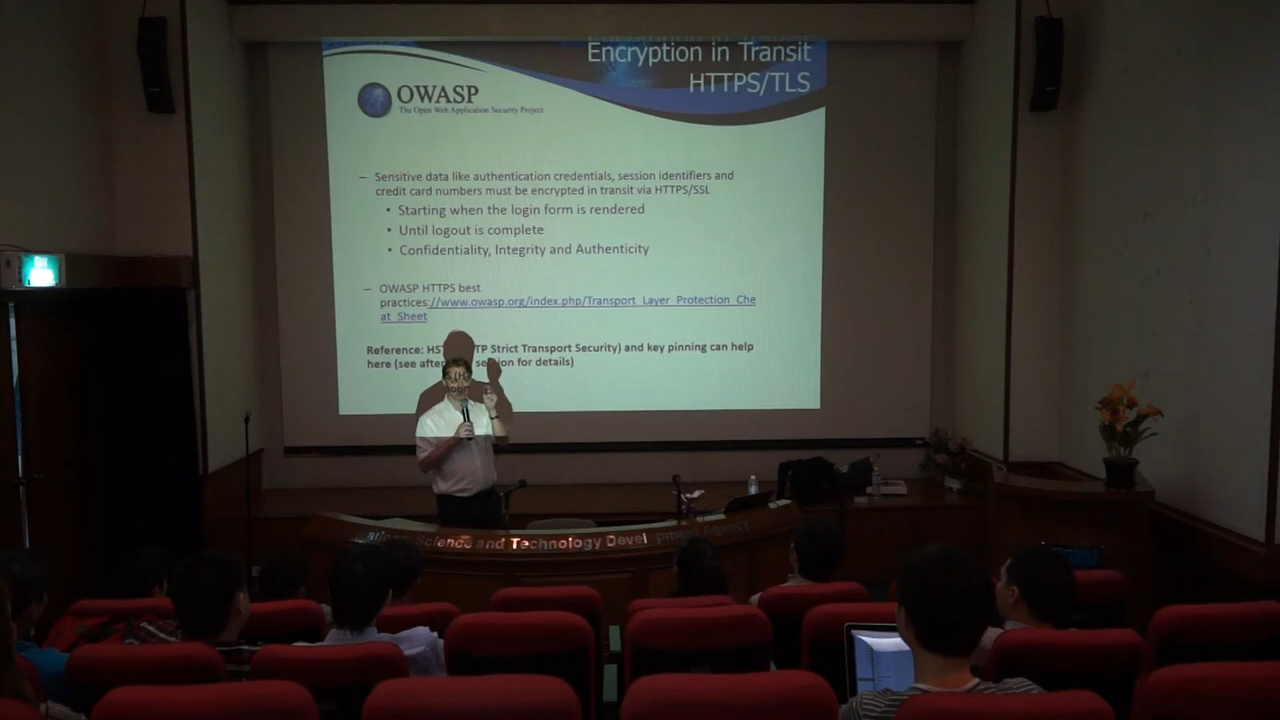 Encryption in Transit
HTTPS/TLS
OWASP
The Open Web Application Security Project
– Sensitive data like authentication credentials, session identifiers and
credit card numbers must be encrypted in transit via HTTPS/SSL
• Starting when the login form is rendered
• Until logout is complete
• Confidentiality, Integrity and Authenticity
– OWASP HTTPS best
practices://www.owasp.org/index.php/Transport_Layer_Protection_Che
at_Sheet
Reference: HS TP Strict Transport Security) and key pinning can help
here (see after session for details)
Science and Technology Devel pment Agency